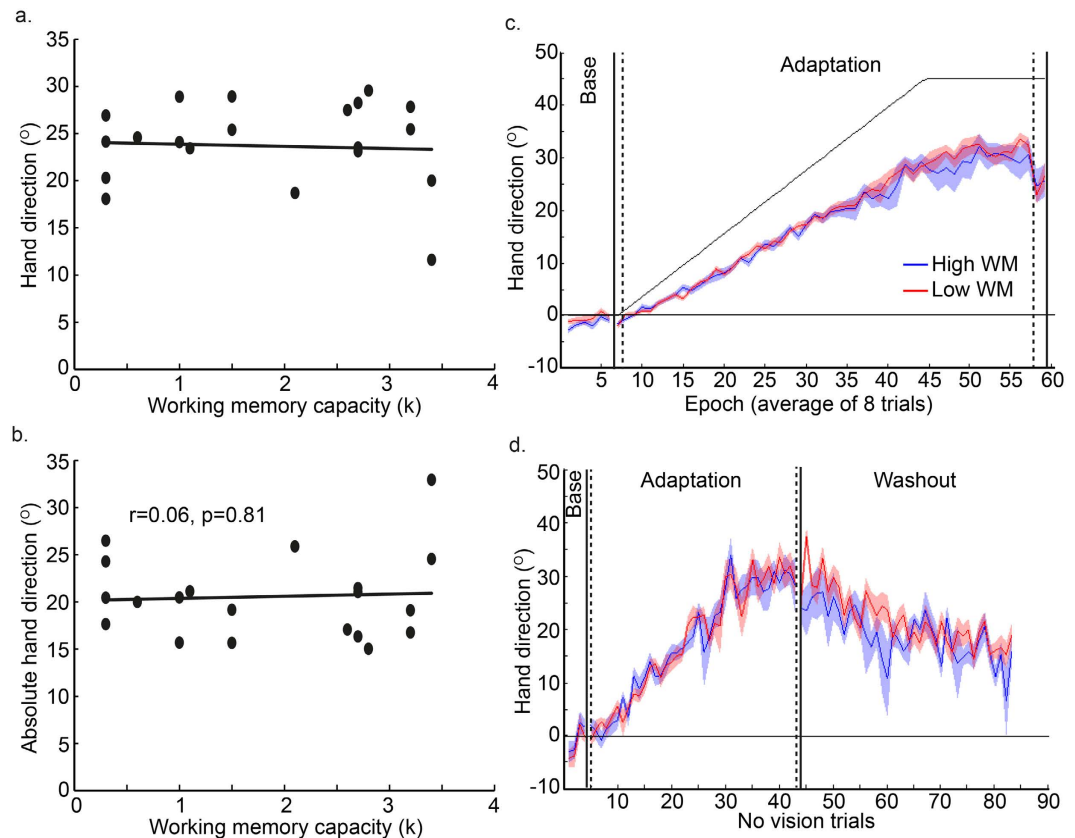 a.
Hand direction (°)
35
30
25
20
15
10
5
0
0 1 2 3 4
Working memory capacity (k)
b.
Absolute hand direction (°)
35
30
25
20
15
10
5
0
r=0.06, p=0.81
0 1 2 3 4
Working memory capacity (k)
c.
Hand direction (°)
50
40
30
20
10
0
-10
Base
Adaptation
High WM
Low WM
5 10 15 20 25 30 35 40 45 50 55 60
Epoch (average of 8 trials)
d.
Hand direction (°)
50
40
30
20
10
0
-10
Base
Adaptation
Washout
10 20 30 40 50 60 70 80 90
No vision trials